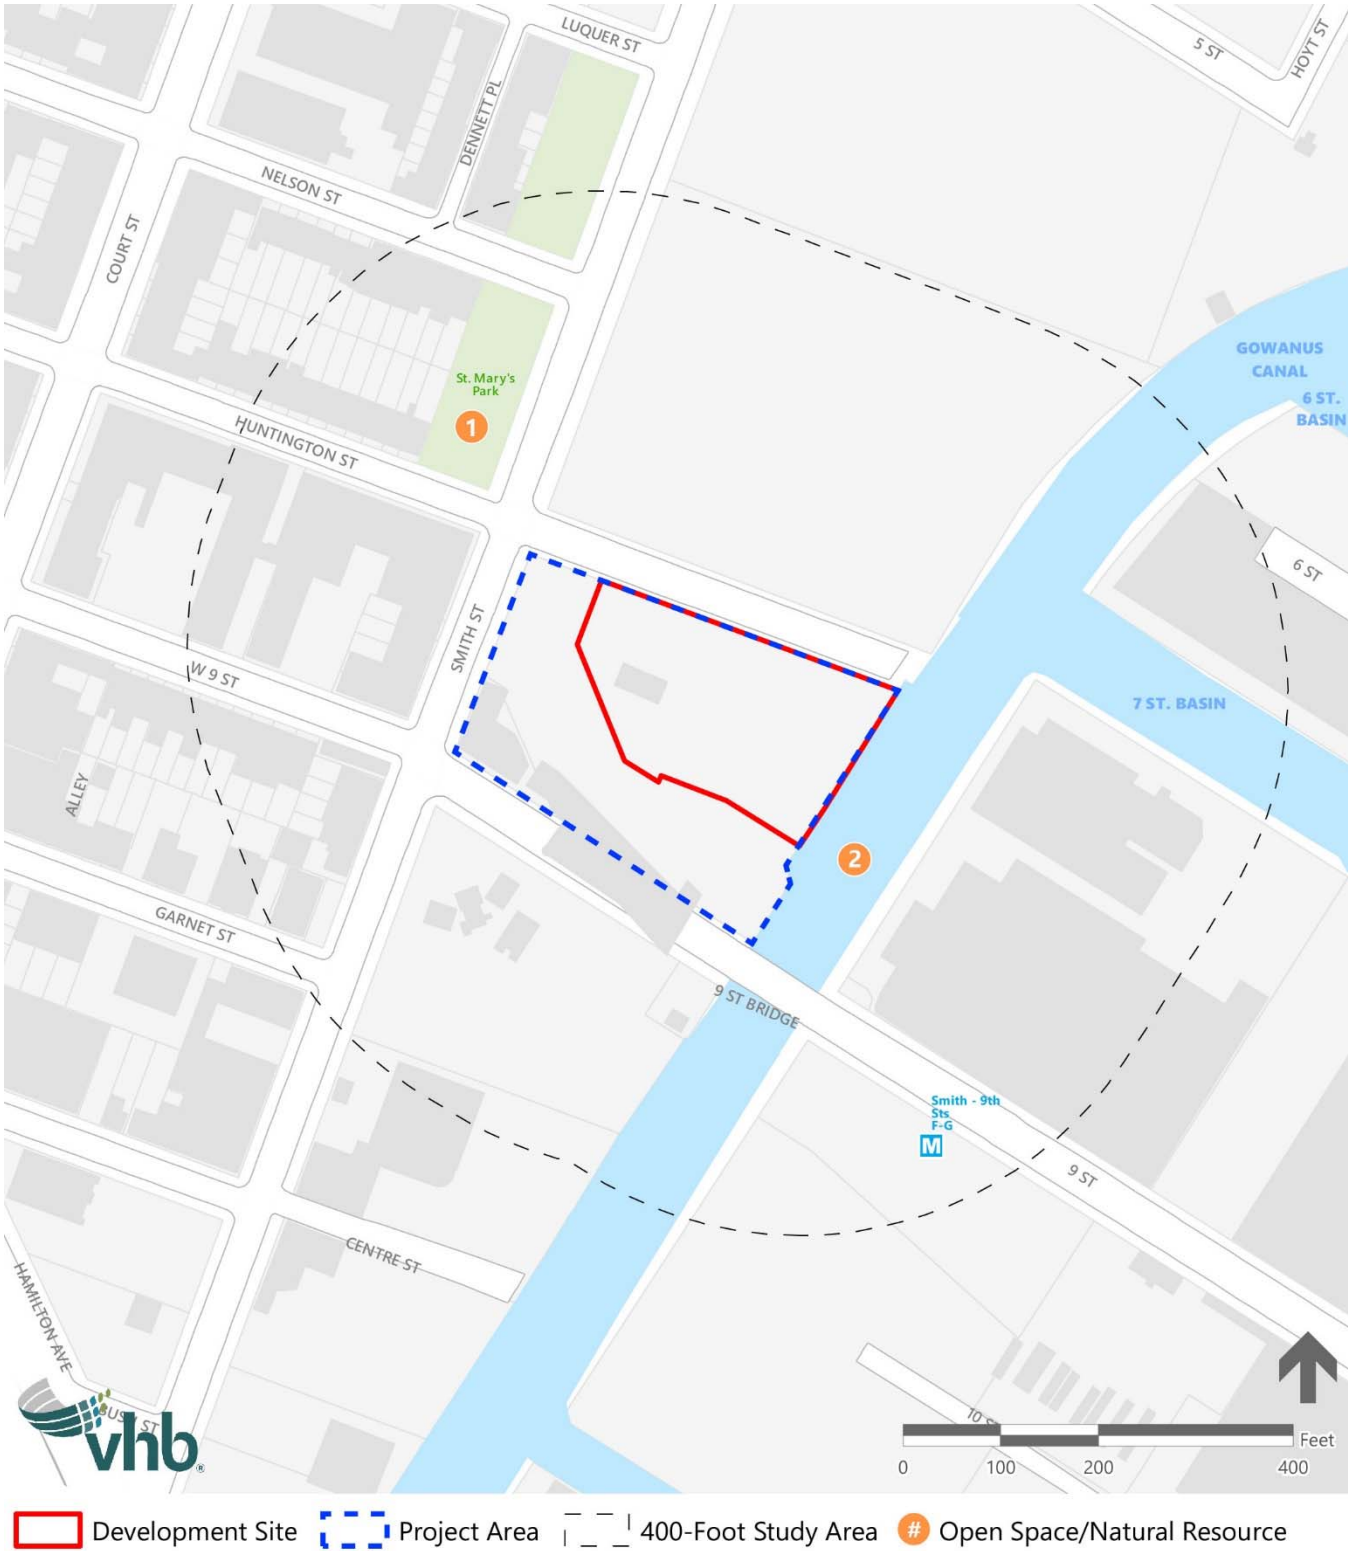 LUQUER ST
5 ST
HOYT ST
DENNETT PL
NELSON ST
COURT ST
GOWANUS
CANAL
6 ST.
BASIN
St. Mary's
Park
1
HUNTINGTON ST
6 ST
SMITH ST
W 9 ST
7 ST. BASIN
ALLEY
2
GARNET ST
9 ST BRIDGE
Smith - 9th
Sts
F-G
M
9 ST
CENTRE ST
HAMILTON AVE
vhb®
10
Feet
0 100 200 400
Development Site Project Area 400-Foot Study Area # Open Space/Natural Resource